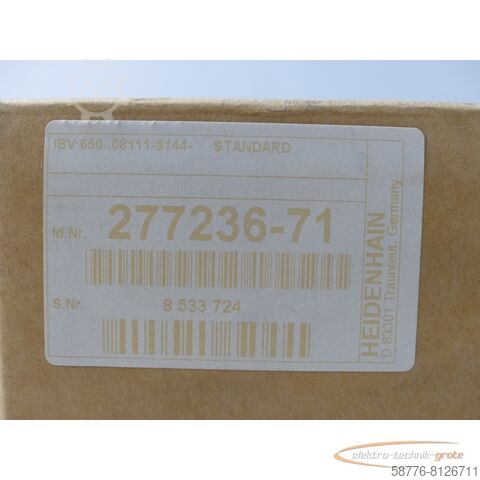 IBV 650 .08111-8144- STANDARD
Id.Nr. 277236-71
S.Nr. 8 533 724
HEIDENHAIN
D 83301 Traunreut, Germany
elektro-technik-grote
58776-8126711